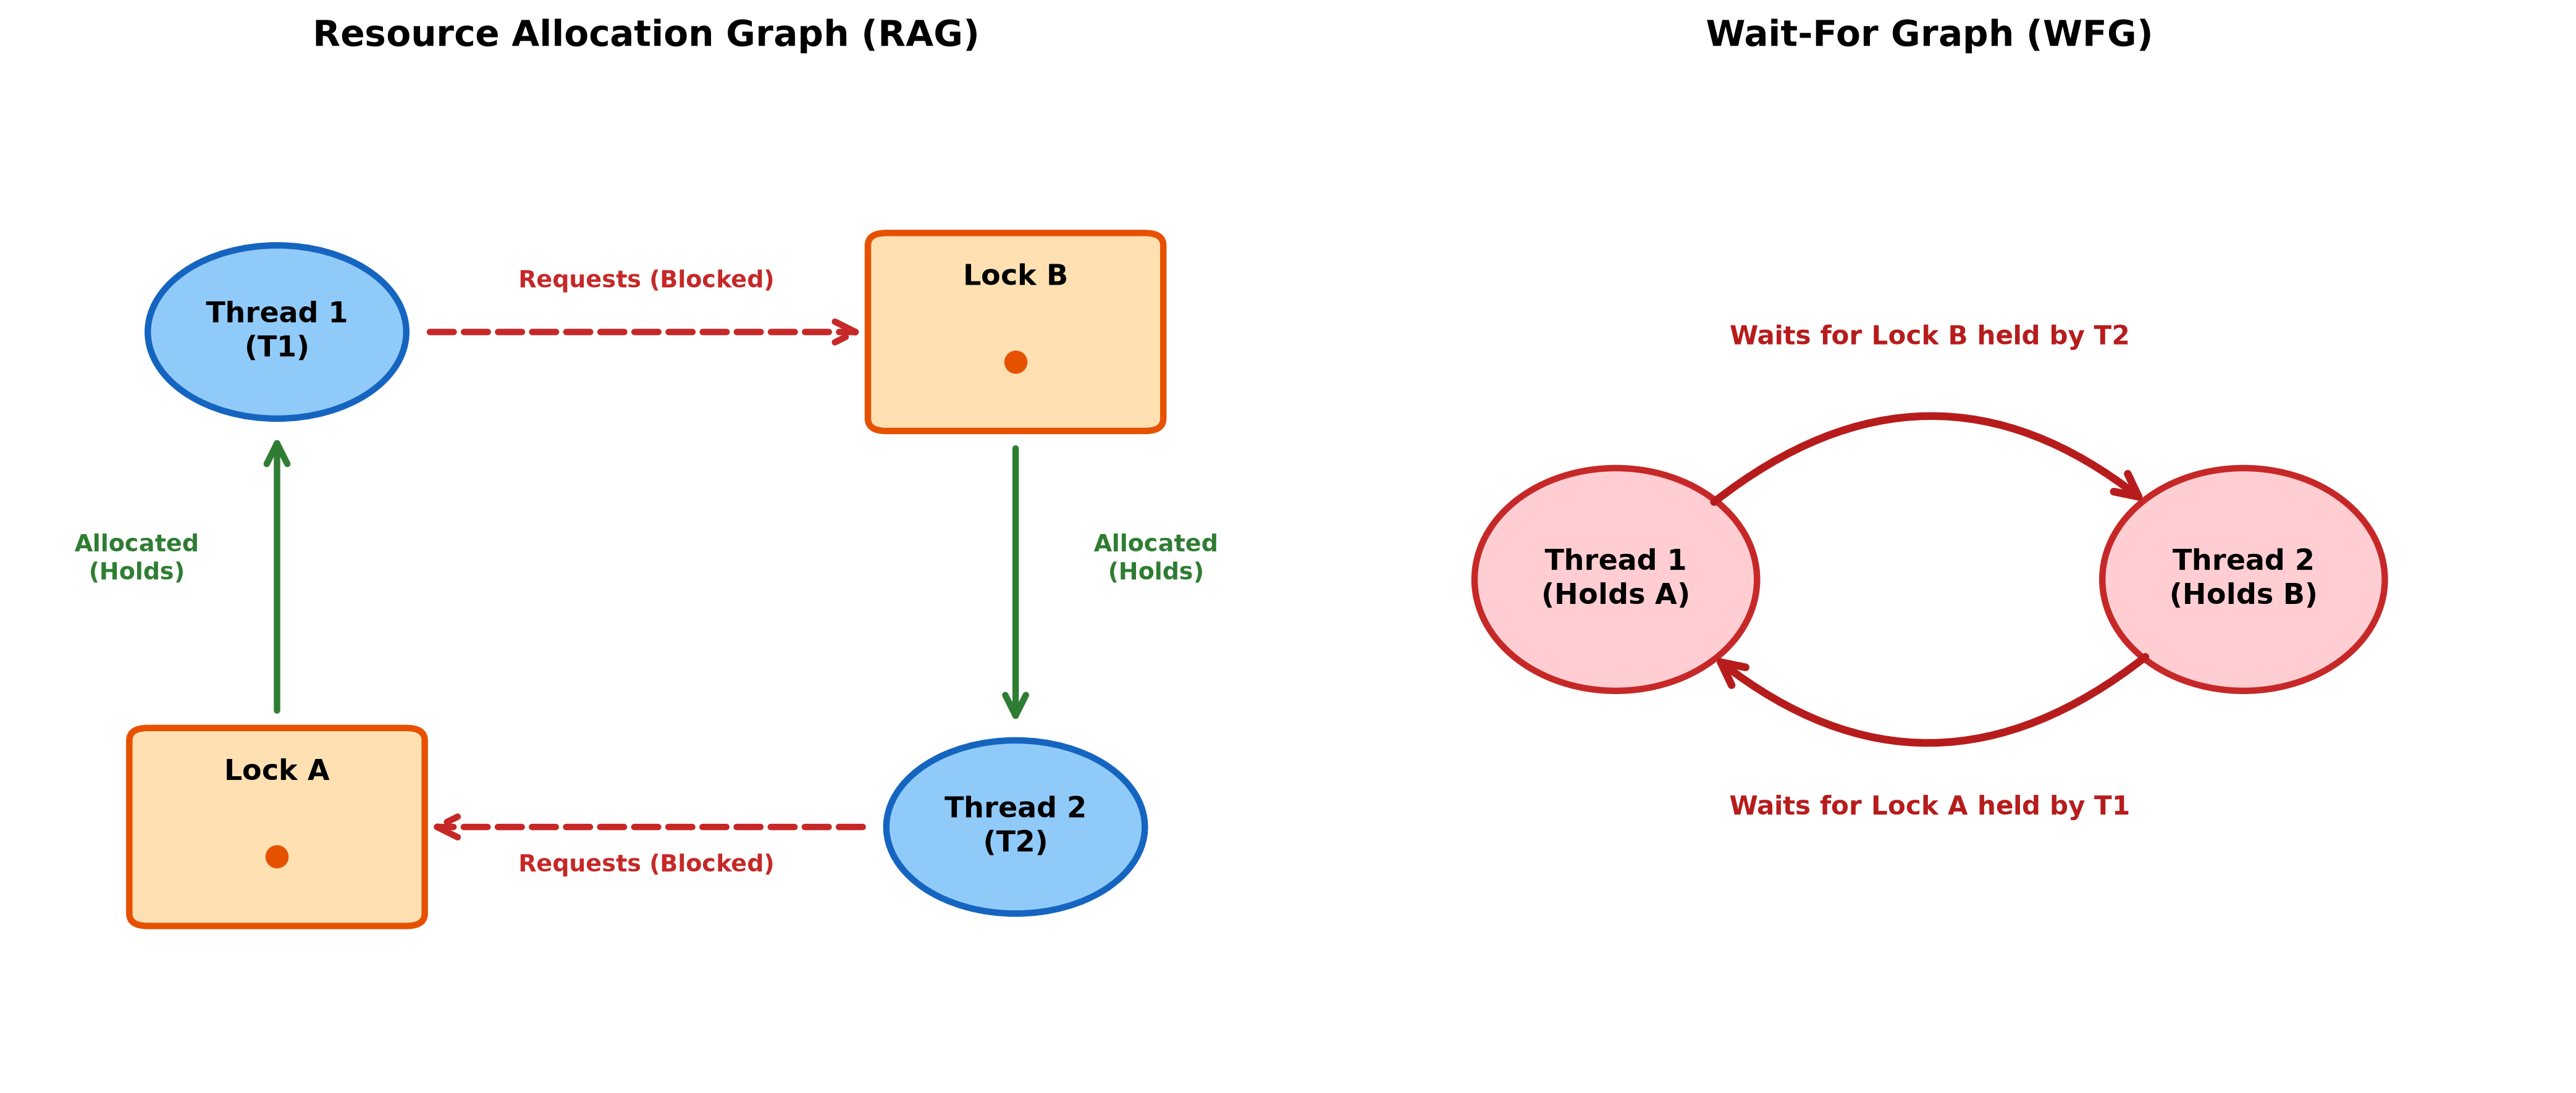 Resource Allocation Graph (RAG)
Thread 1
(T1)
Requests (Blocked)
Lock B
Allocated
(Holds)
Allocated
(Holds)
Lock A
Requests (Blocked)
Thread 2
(T2)
Wait-For Graph (WFG)
Waits for Lock B held by T2
Thread 1
(Holds A)
Thread 2
(Holds B)
Waits for Lock A held by T1